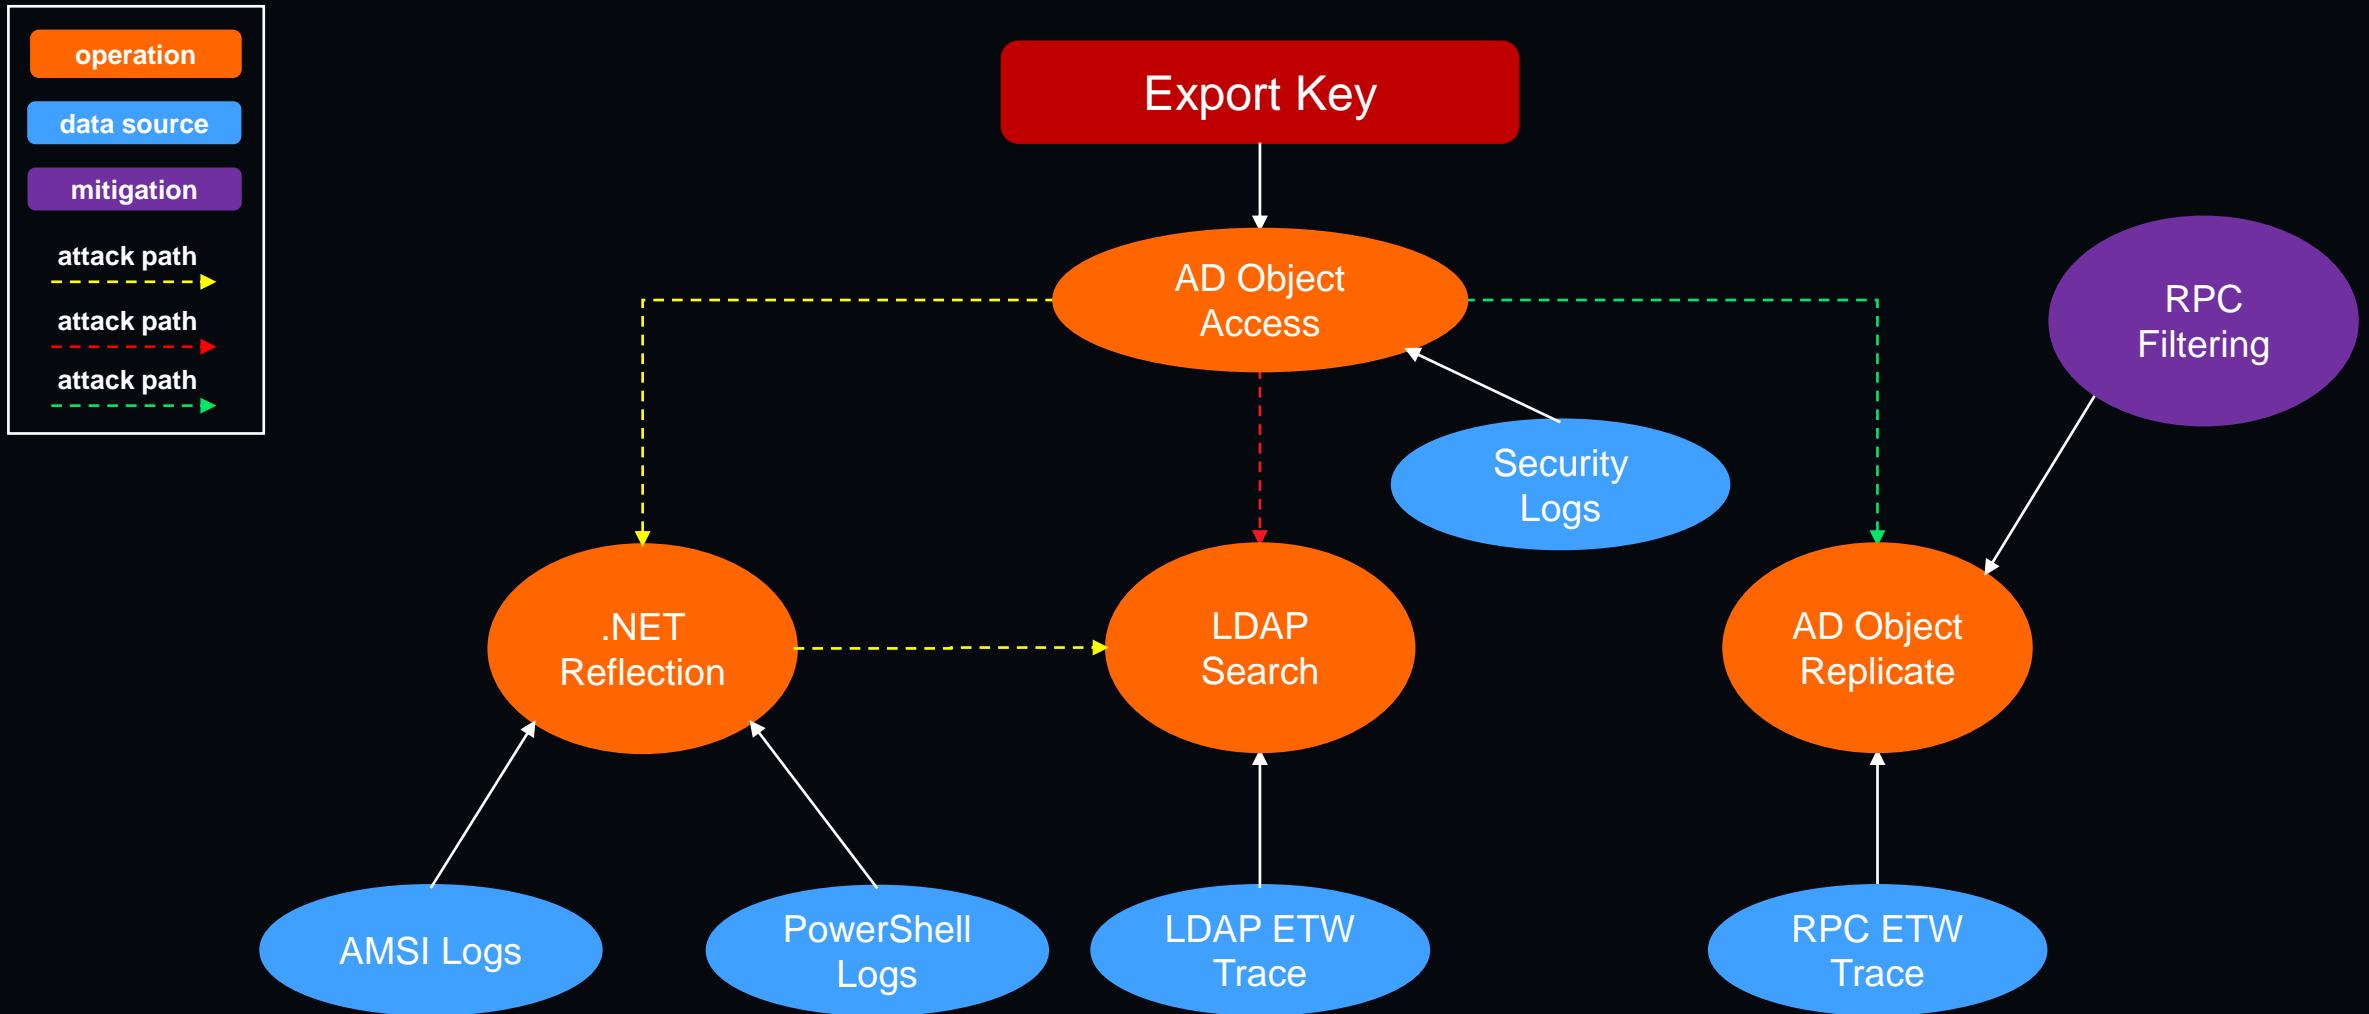 operation
data source
mitigation
attack path
attack path
attack path
Export Key
AD Object
Access
RPC
Filtering
Security
Logs
.NET
Reflection
LDAP
Search
AD Object
Replicate
AMSI Logs
PowerShell
Logs
LDAP ETW
Trace
RPC ETW
Trace